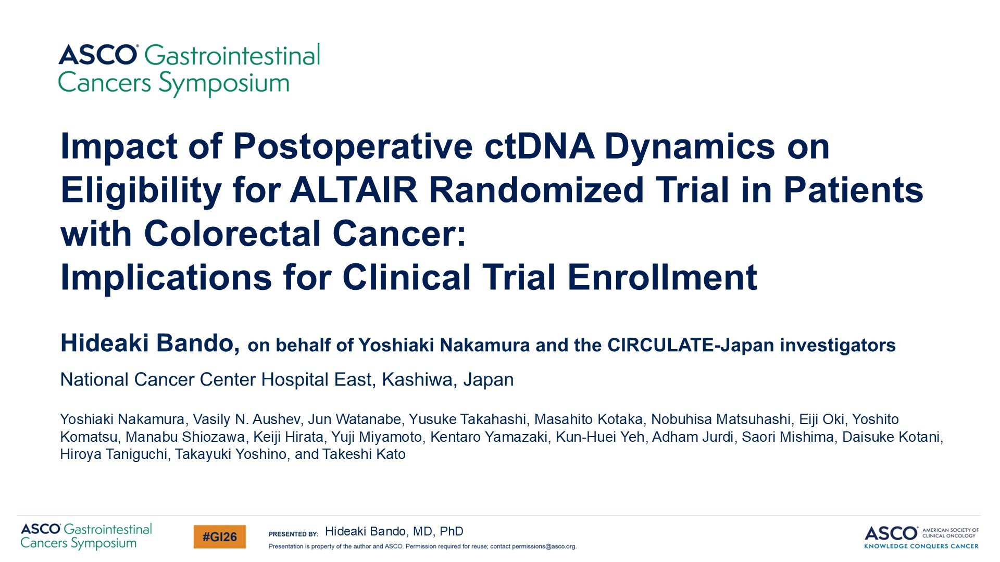 ASCO® Gastrointestinal
Cancers Symposium
Impact of Postoperative ctDNA Dynamics on
Eligibility for ALTAIR Randomized Trial in Patients
with Colorectal Cancer:
Implications for Clinical Trial Enrollment
Hideaki Bando, on behalf of Yoshiaki Nakamura and the CIRCULATE-Japan investigators
National Cancer Center Hospital East, Kashiwa, Japan
Yoshiaki Nakamura, Vasily N. Aushev, Jun Watanabe, Yusuke Takahashi, Masahito Kotaka, Nobuhisa Matsuhashi, Eiji Oki, Yoshito
Komatsu, Manabu Shiozawa, Keiji Hirata, Yuji Miyamoto, Kentaro Yamazaki, Kun-Huei Yeh, Adham Jurdi, Saori Mishima, Daisuke Kotani,
Hiroya Taniguchi, Takayuki Yoshino, and Takeshi Kato
ASCO® Gastrointestinal
Cancers Symposium
#GI26
PRESENTED BY: Hideaki Bando, MD, PhD
Presentation is property of the author and ASCO. Permission required for reuse; contact permissions@asco.org.
ASCO® AMERICAN SOCIETY OF
CLINICAL ONCOLOGY
KNOWLEDGE CONQUERS CANCER